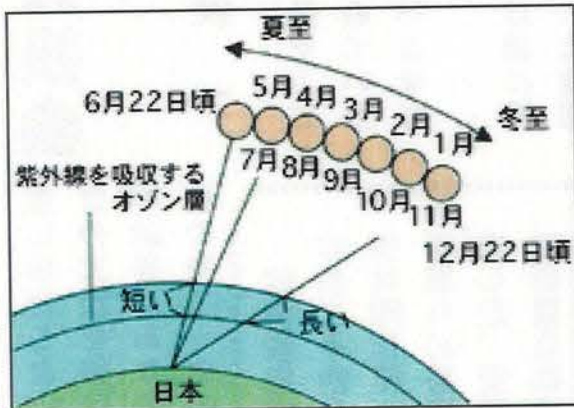 夏至
6月22日頃
5月
4月
3月
2月
1月
冬至
7月
8月
9月
10月
11月
12月22日頃
紫外線を吸収する
オゾン層
短い
長い
日本